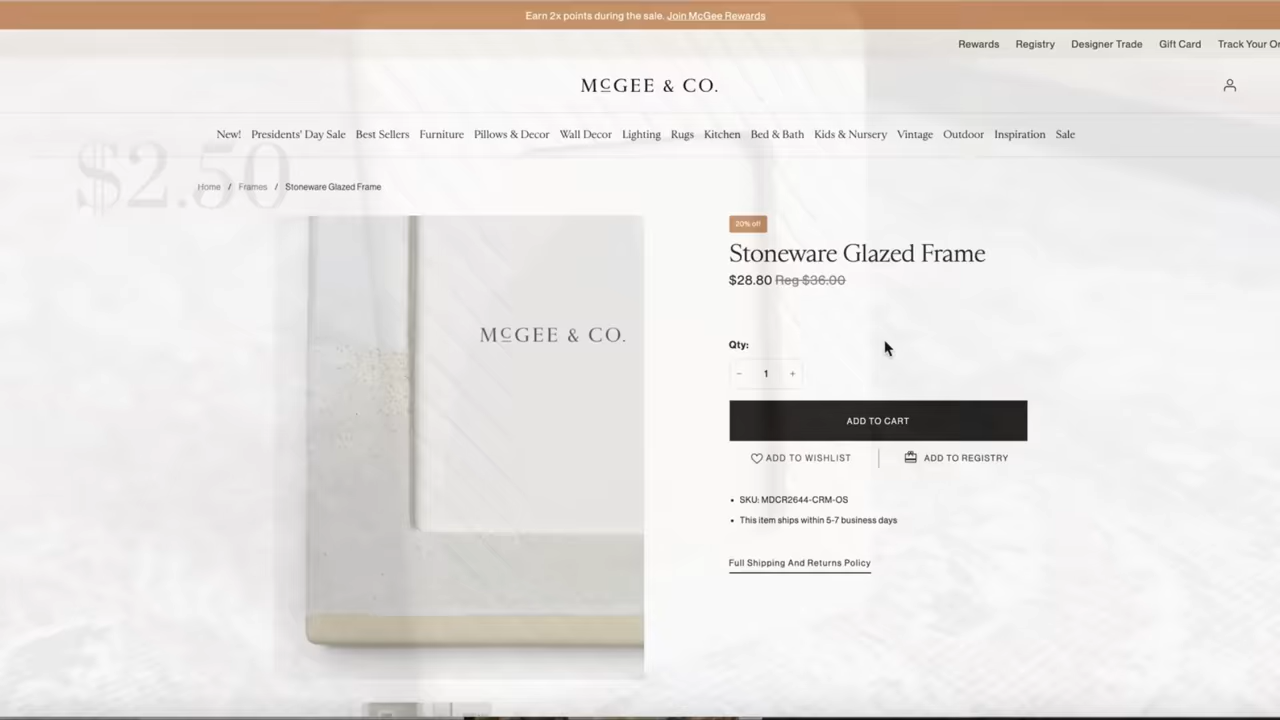 Earn 2x points during the sale. Join McGee Rewards
Rewards Registry Designer Trade Gift Card Track Your Or
McGEE & CO.
New! Presidents' Day Sale Best Sellers Furniture Pillows & Decor Wall Decor Lighting Rugs Kitchen Bed & Bath Kids & Nursery Vintage Outdoor Inspiration Sale
$2.50
Home / Frames / Stoneware Glazed Frame
20% off
Stoneware Glazed Frame
$28.80 Reg $36.00
McGEE & CO.
Qty:
− 1 +
ADD TO CART
ADD TO WISHLIST ADD TO REGISTRY
• SKU: MDCR2644-CRM-OS
• This item ships within 5-7 business days
Full Shipping And Returns Policy